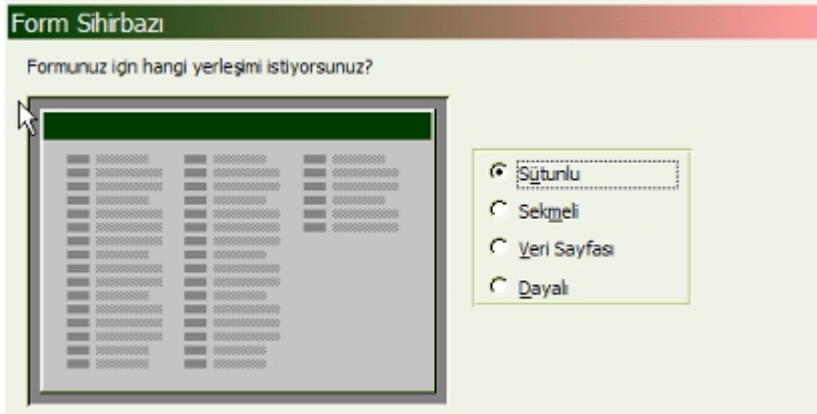 Form Sihirbazı
Formunuz için hangi yerleşimi istiyorsunuz?
Sütunlu
Sekmeli
Veri Sayfası
Dayalı